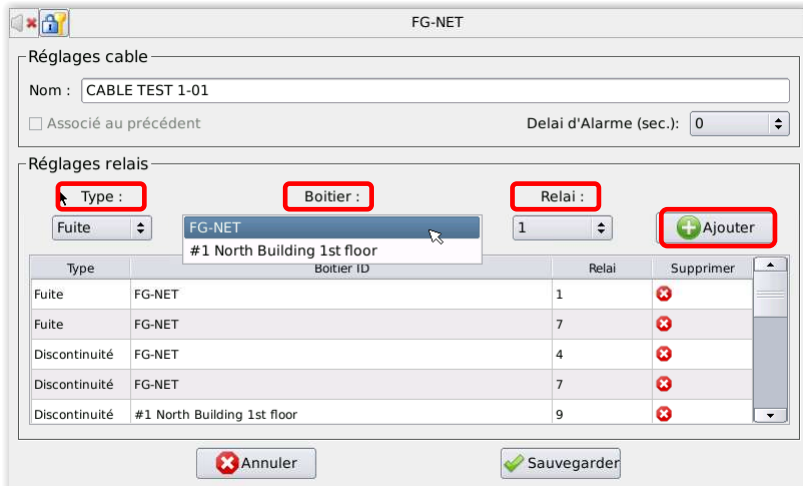 FG-NET
Réglages cable
Nom : CABLE TEST 1-01
Associé au précédent Delai d'Alarme (sec.): 0
Réglages relais
Type : Boitier : Relai :
Fuite FG-NET 1 Ajouter
#1 North Building 1st floor
Type Boitier ID Relai Supprimer
Fuite FG-NET 1
Fuite FG-NET 7
Discontinuité FG-NET 4
Discontinuité FG-NET 7
Discontinuité #1 North Building 1st floor 9
Annuler Sauvegarder